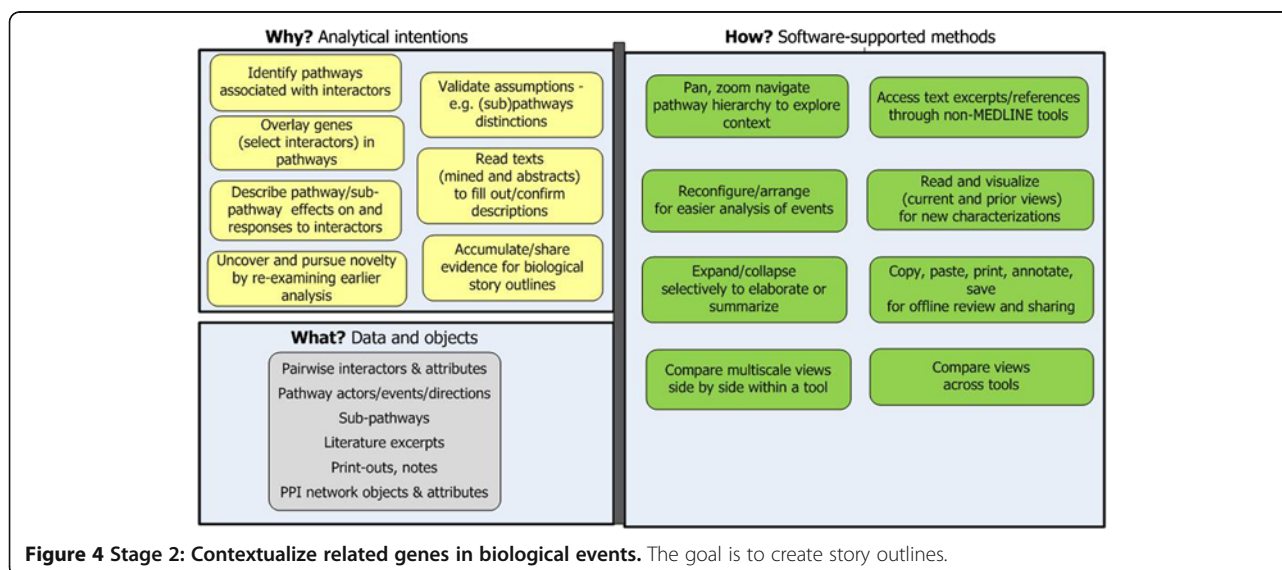 Why? Analytical intentions
Identify pathways
associated with interactors
Overlay genes
(select interactors) in
pathways
Describe pathway/sub-
pathway effects on and
responses to interactors
Uncover and pursue novelty
by re-examining earlier
analysis
Validate assumptions -
e.g. (sub)pathways
distinctions
Read texts
(mined and abstracts)
to fill out/confirm
descriptions
Accumulate/share
evidence for biological
story outlines
What? Data and objects
Pairwise interactors & attributes
Pathway actors/events/directions
Sub-pathways
Literature excerpts
Print-outs, notes
PPI network objects & attributes
How? Software-supported methods
Pan, zoom navigate
pathway hierarchy to explore
context
Access text excerpts/references
through non-MEDLINE tools
Reconfigure/arrange
for easier analysis of events
Read and visualize
(current and prior views)
for new characterizations
Expand/collapse
selectively to elaborate or
summarize
Copy, paste, print, annotate,
save
for offline review and sharing
Compare multiscale views
side by side within a tool
Compare views
across tools
Figure 4 Stage 2: Contextualize related genes in biological events. The goal is to create story outlines.